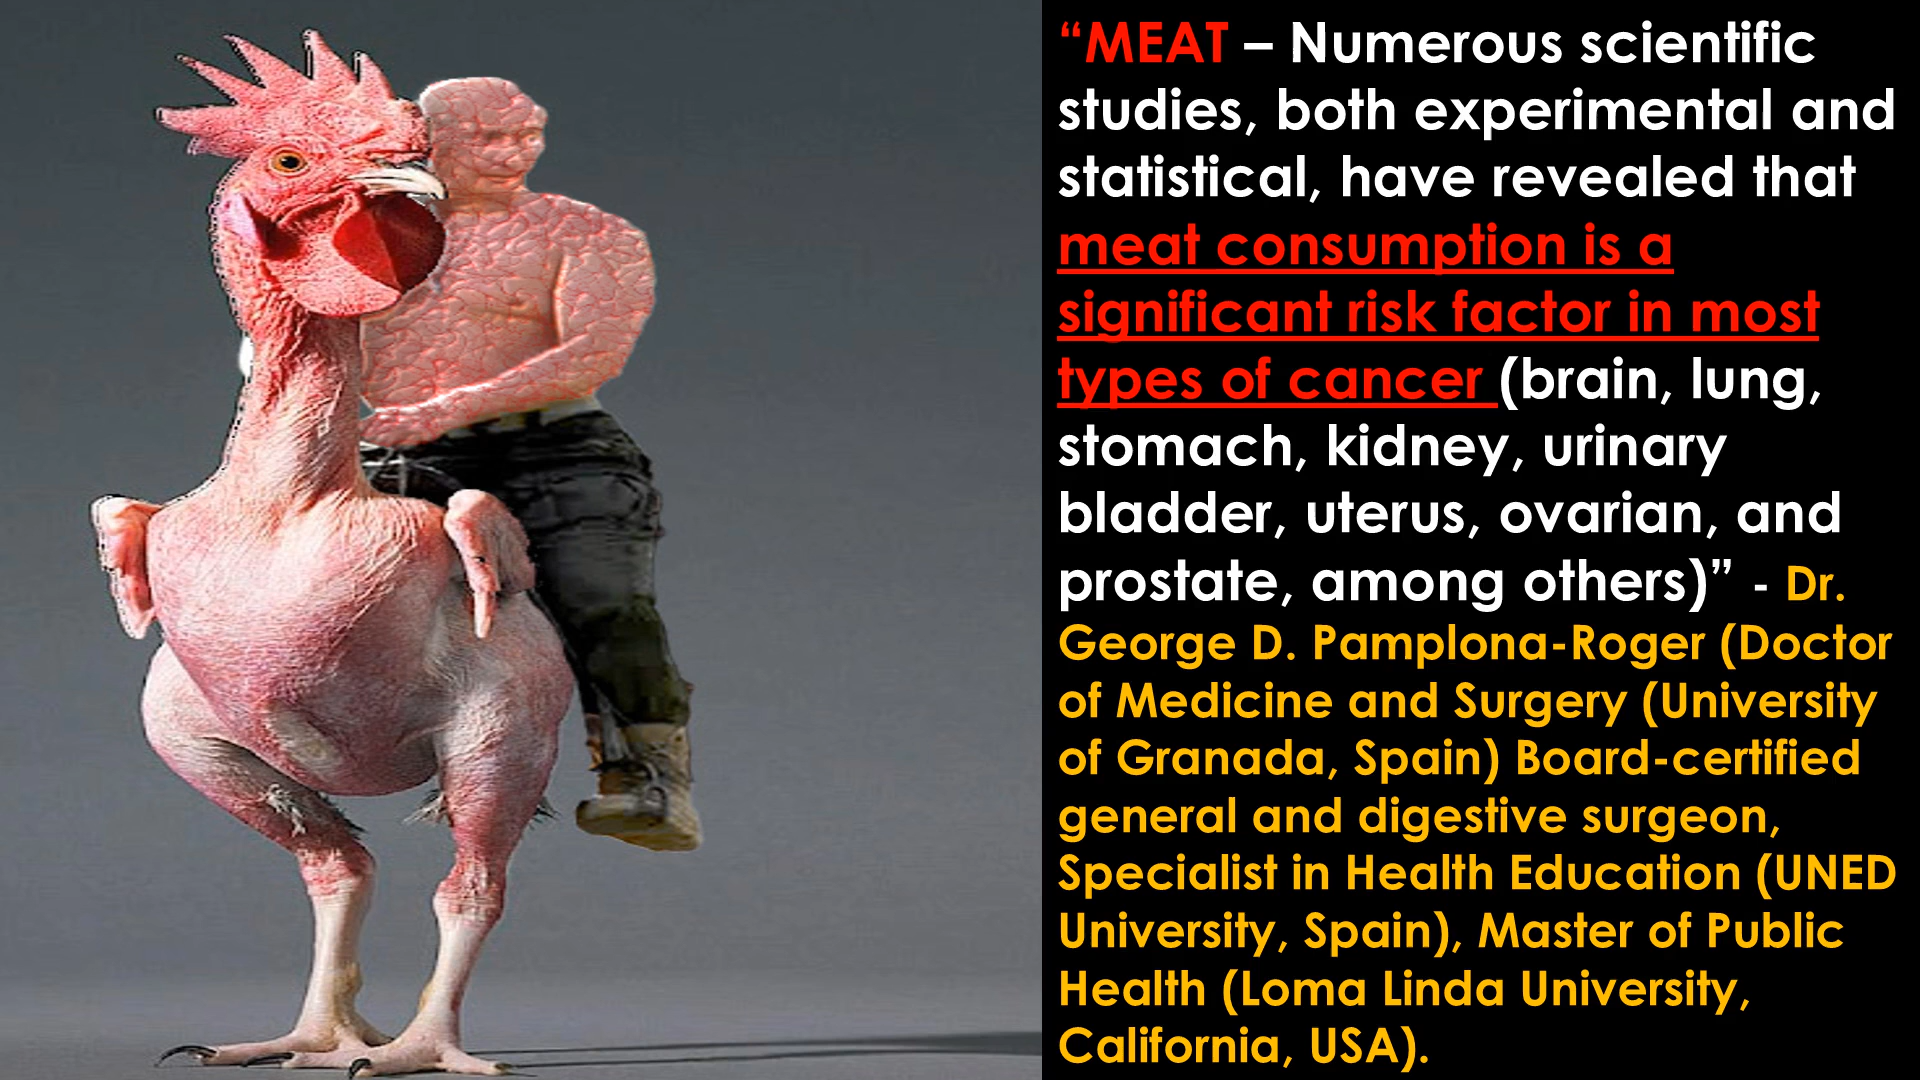 “MEAT – Numerous scientific
studies, both experimental and
statistical, have revealed that
meat consumption is a
significant risk factor in most
types of cancer (brain, lung,
stomach, kidney, urinary
bladder, uterus, ovarian, and
prostate, among others)” - Dr.
George D. Pamplona-Roger (Doctor
of Medicine and Surgery (University
of Granada, Spain) Board-certified
general and digestive surgeon,
Specialist in Health Education (UNED
University, Spain), Master of Public
Health (Loma Linda University,
California, USA).